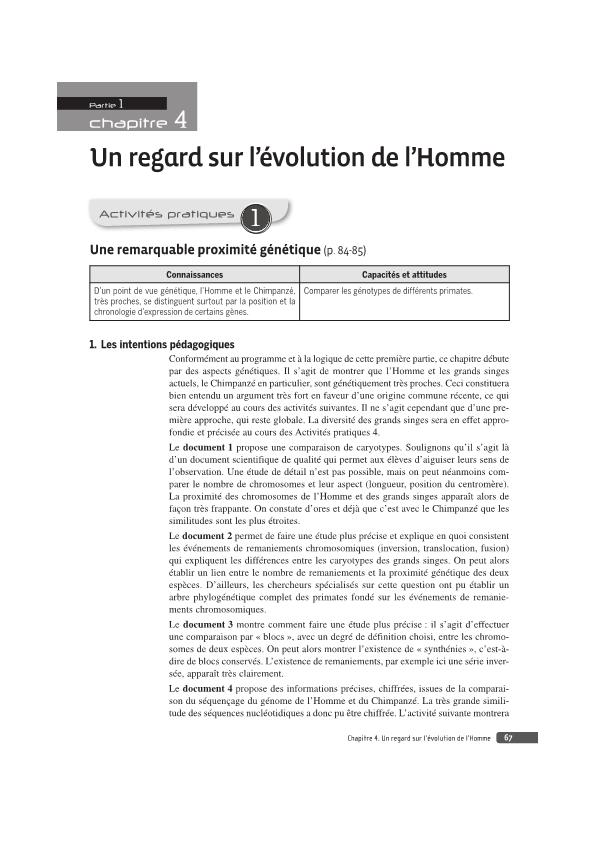 Partie 1
chapitre 4
Un regard sur l'évolution de l'Homme
Activités pratiques 1
Une remarquable proximité génétique (p. 84-85)
Connaissances
Capacités et attitudes
D'un point de vue génétique, l'Homme et le Chimpanzé,
très proches, se distinguent surtout par la position et la
chronologie d'expression de certains gènes.
Comparer les génotypes de différents primates.
1. Les intentions pédagogiques
Conformément au programme et à la logique de cette première partie, ce chapitre débute
par des aspects génétiques. Il s'agit de montrer que l'Homme et les grands singes
actuels, le Chimpanzé en particulier, sont génétiquement très proches. Ceci constituera
bien entendu un argument très fort en faveur d'une origine commune récente, ce qui
sera développé au cours des activités suivantes. Il ne s'agit cependant que d'une pre-
mière approche, qui reste globale. La diversité des grands singes sera en effet appro-
fondie et précisée au cours des Activités pratiques 4.
Le document 1 propose une comparaison de caryotypes. Soulignons qu'il s'agit là
d'un document scientifique de qualité qui permet aux élèves d'aiguiser leurs sens de
l'observation. Une étude de détail n'est pas possible, mais on peut néanmoins com-
parer le nombre de chromosomes et leur aspect (longueur, position du centromère).
La proximité des chromosomes de l'Homme et des grands singes apparaît alors de
façon très frappante. On constate d'ores et déjà que c'est avec le Chimpanzé que les
similitudes sont les plus étroites.
Le document 2 permet de faire une étude plus précise et explique en quoi consistent
les événements de remaniements chromosomiques (inversion, translocation, fusion)
qui expliquent les différences entre les caryotypes des grands singes. On peut alors
établir un lien entre le nombre de remaniements et la proximité génétique des deux
espèces. D'ailleurs, les chercheurs spécialisés sur cette question ont pu établir un
arbre phylogénétique complet des primates fondé sur les événements de remanie-
ments chromosomiques.
Le document 3 montre comment faire une étude plus précise : il s'agit d'effectuer
une comparaison par « blocs », avec un degré de définition choisi, entre les chromo-
somes de deux espèces. On peut alors montrer l'existence de « synthénies », c'est-à-
dire de blocs conservés. L'existence de remaniements, par exemple ici une série inver-
sée, apparaît très clairement.
Le document 4 propose des informations précises, chiffrées, issues de la comparai-
son du séquençage du génome de l'Homme et du Chimpanzé. La très grande simili-
tude des séquences nucléotidiques a donc pu être chiffrée. L'activité suivante montrera
Chapitre 4. Un regard sur l'évolution de l'Homme 67